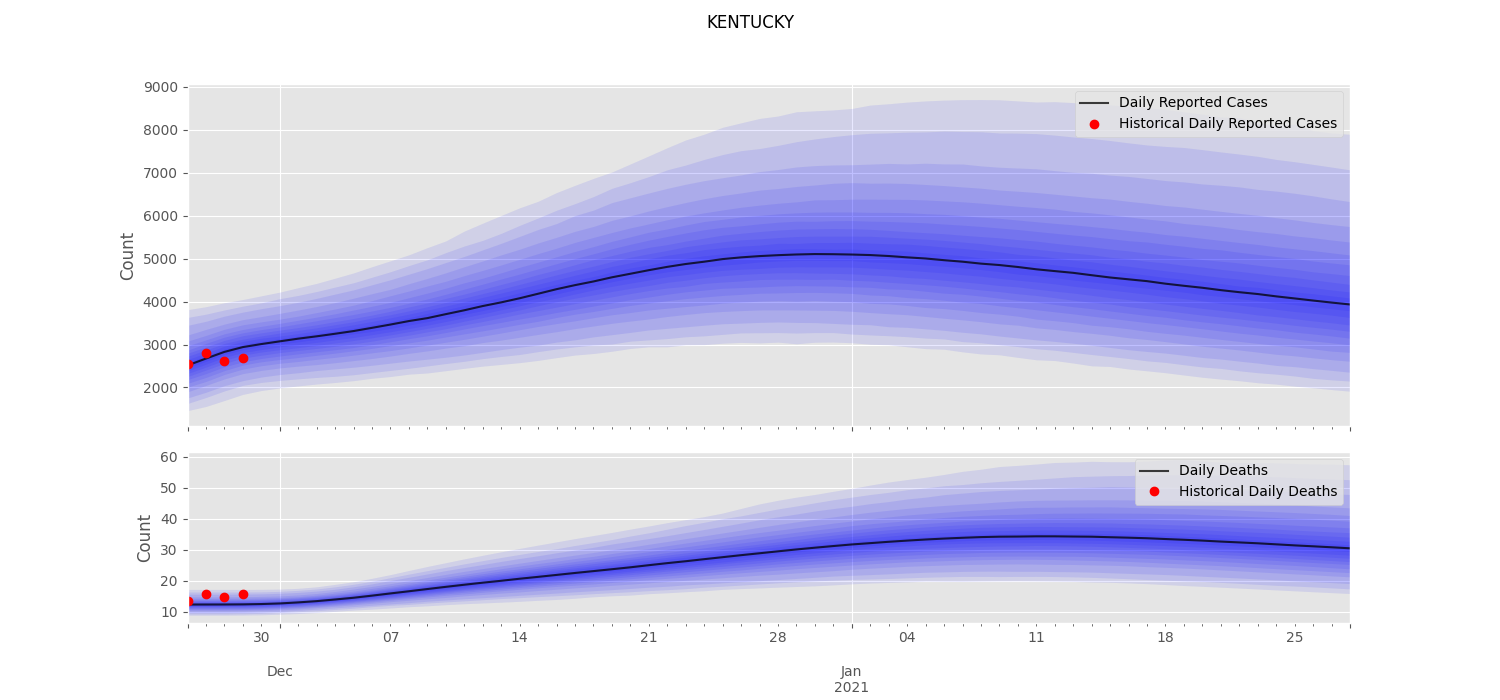 KENTUCKY
9000
8000
7000
6000
5000
4000
3000
2000
Count
Daily Reported Cases
Historical Daily Reported Cases
60
50
40
30
20
10
Count
Daily Deaths
Historical Daily Deaths
30 07 14 21 28 04 11 18 25
Dec Jan
2021